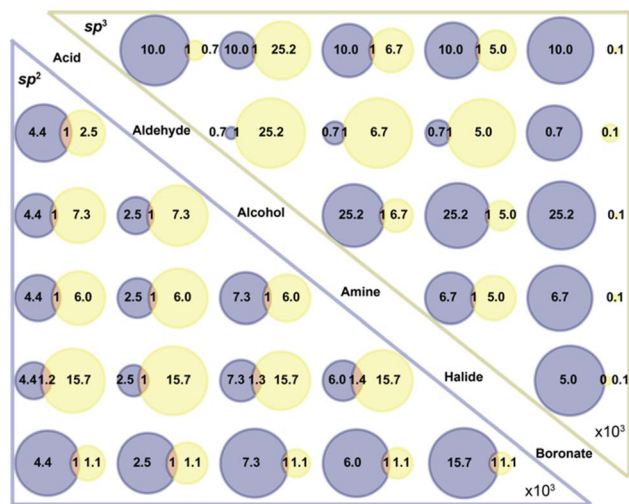 sp³
Acid 10.0 1 0.7 10.0 1 25.2 10.0 1 6.7 10.0 1 5.0 10.0 0.1
sp²
4.4 1 2.5 Aldehyde 0.7 1 25.2 0.7 1 6.7 0.7 1 5.0 0.7 0.1
4.4 1 7.3 2.5 1 7.3 Alcohol 25.2 1 6.7 25.2 1 5.0 25.2 0.1
4.4 1 6.0 2.5 1 6.0 7.3 1 6.0 Amine 6.7 1 5.0 6.7 0.1
4.4 1.2 15.7 2.5 1 15.7 7.3 1.3 15.7 6.0 1.4 15.7 Halide 5.0 0 0.1
x10³
4.4 1 1.1 2.5 1 1.1 7.3 1 1.1 6.0 1 1.1 15.7 1 1.1 Boronate
x10³